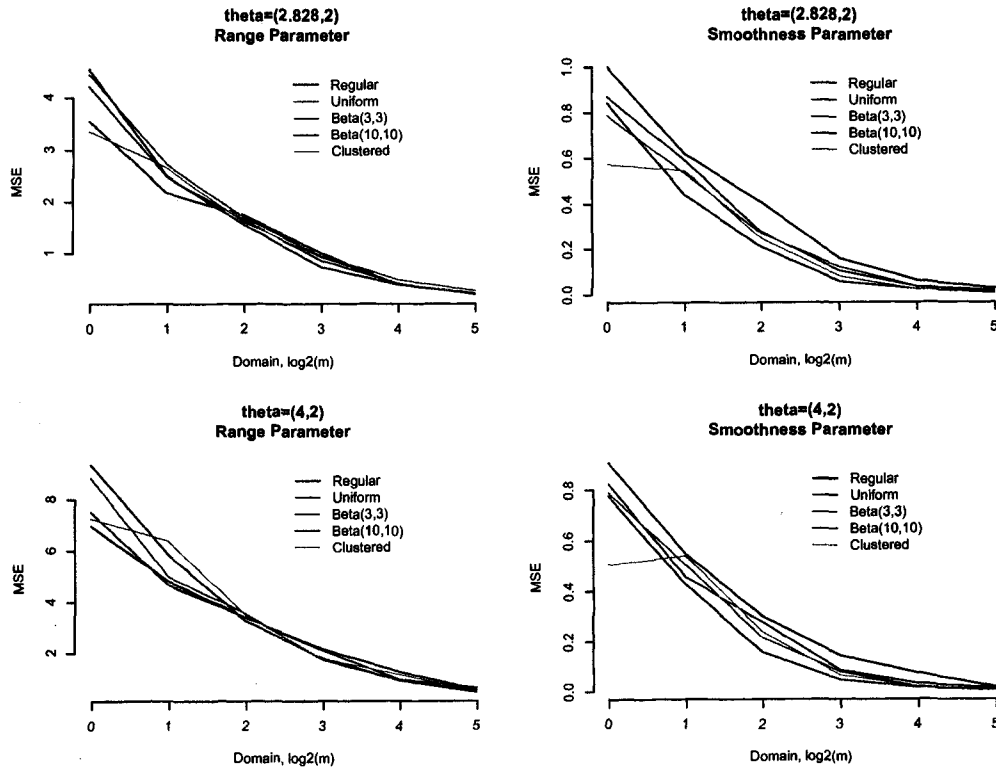 theta=(2.828,2)
Range Parameter
MSE
4
3
2
1
Regular
Uniform
Beta(3,3)
Beta(10,10)
Clustered
0 1 2 3 4 5
Domain, log2(m)
theta=(2.828,2)
Smoothness Parameter
MSE
1.0
0.8
0.6
0.4
0.2
0.0
Regular
Uniform
Beta(3,3)
Beta(10,10)
Clustered
0 1 2 3 4 5
Domain, log2(m)
theta=(4,2)
Range Parameter
MSE
8
6
4
2
Regular
Uniform
Beta(3,3)
Beta(10,10)
Clustered
0 1 2 3 4 5
Domain, log2(m)
theta=(4,2)
Smoothness Parameter
MSE
0.8
0.6
0.4
0.2
0.0
Regular
Uniform
Beta(3,3)
Beta(10,10)
Clustered
0 1 2 3 4 5
Domain, log2(m)